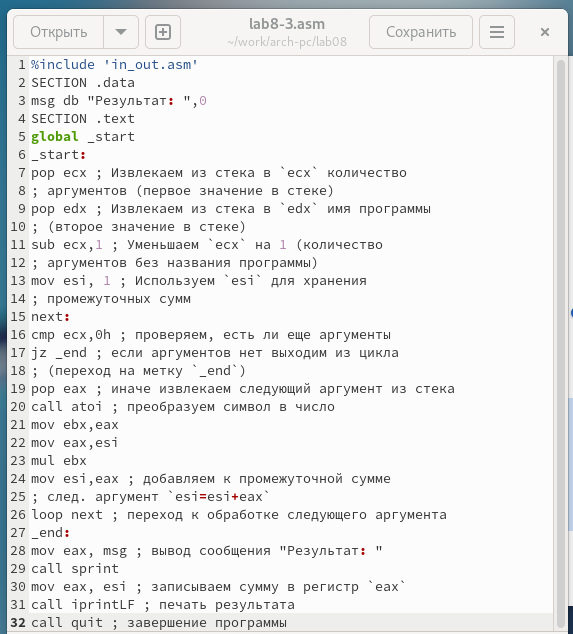 Открыть
lab8-3.asm
~/work/arch-pc/lab08
Сохранить
1 %include 'in_out.asm'
2 SECTION .data
3 msg db "Результат: ",0
4 SECTION .text
5 global _start
6 _start:
7 pop ecx ; Извлекаем из стека в `ecx` количество
8 ; аргументов (первое значение в стеке)
9 pop edx ; Извлекаем из стека в `edx` имя программы
10 ; (второе значение в стеке)
11 sub ecx,1 ; Уменьшаем `ecx` на 1 (количество
12 ; аргументов без названия программы)
13 mov esi, 1 ; Используем `esi` для хранения
14 ; промежуточных сумм
15 next:
16 cmp ecx,0h ; проверяем, есть ли еще аргументы
17 jz _end ; если аргументов нет выходим из цикла
18 ; (переход на метку `_end`)
19 pop eax ; иначе извлекаем следующий аргумент из стека
20 call atoi ; преобразуем символ в число
21 mov ebx,eax
22 mov eax,esi
23 mul ebx
24 mov esi,eax ; добавляем к промежуточной сумме
25 ; след. аргумент `esi=esi+eax`
26 loop next ; переход к обработке следующего аргумента
27 _end:
28 mov eax, msg ; вывод сообщения "Результат: "
29 call sprint
30 mov eax, esi ; записываем сумму в регистр `eax`
31 call iprintLF ; печать результата
32 call quit ; завершение программы